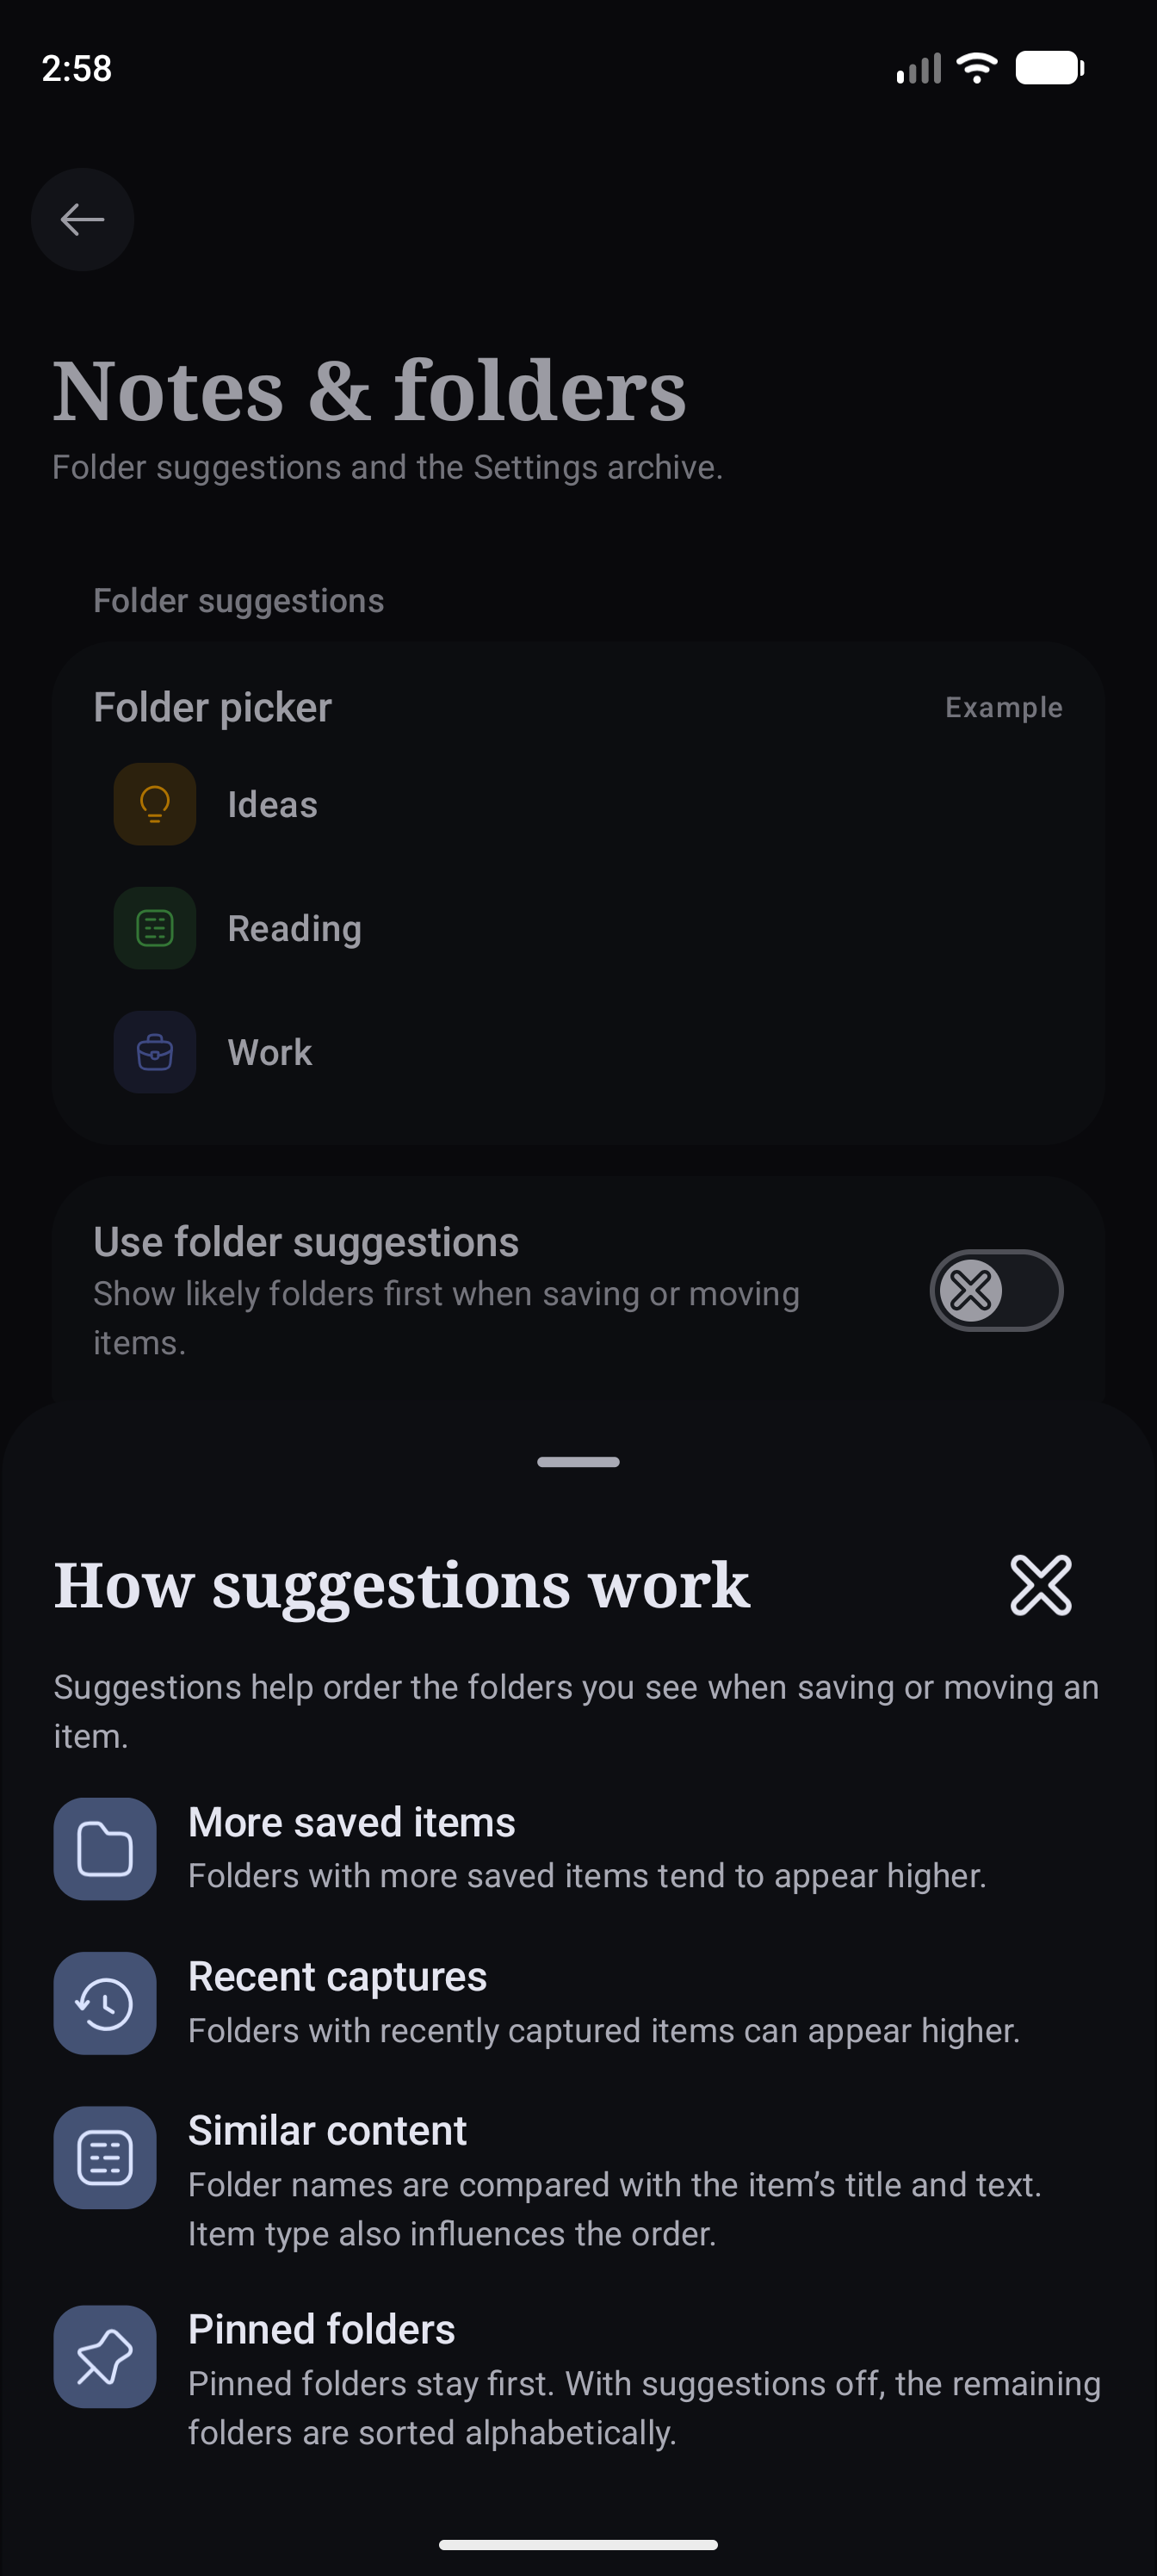 2:58
Notes & folders
Folder suggestions and the Settings archive.
Folder suggestions
Folder picker
Example
Ideas
Reading
Work
Use folder suggestions
Show likely folders first when saving or moving
items.
How suggestions work
Suggestions help order the folders you see when saving or moving an
item.
More saved items
Folders with more saved items tend to appear higher.
Recent captures
Folders with recently captured items can appear higher.
Similar content
Folder names are compared with the item’s title and text.
Item type also influences the order.
Pinned folders
Pinned folders stay first. With suggestions off, the remaining
folders are sorted alphabetically.